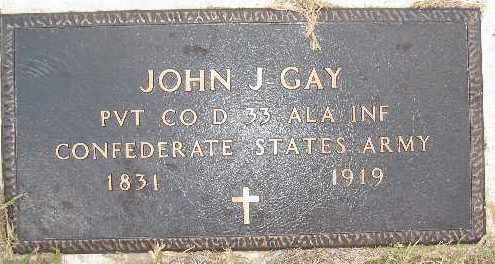 JOHN J GAY
PVT CO D 33 ALA INF
CONFEDERATE STATES ARMY
1831 1919